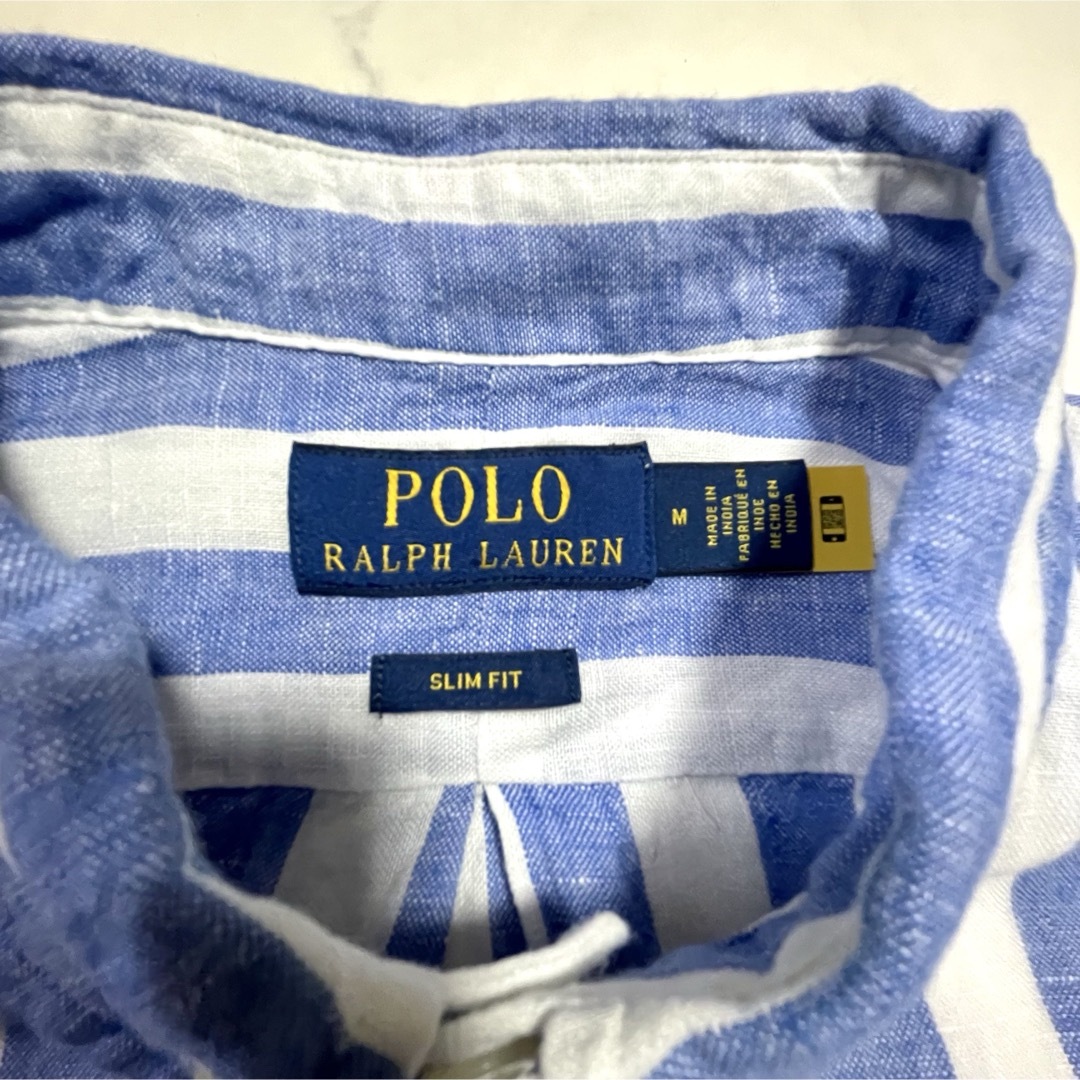 POLO
RALPH LAUREN
M
MADE IN
INDIA
FABRIQUÉ EN
INDE
HECHO EN
INDIA
SLIM FIT